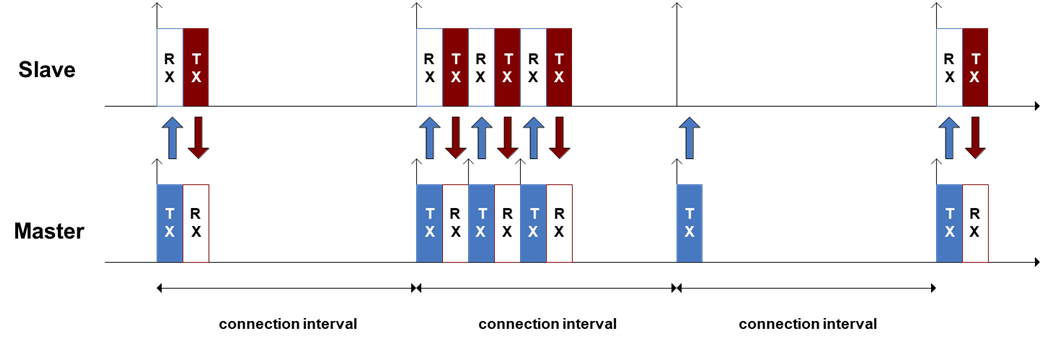 Slave
RX TX RX TX RX TX RX TX RX TX
Master
TX RX TX RX TX RX TX RX TX TX RX
connection interval connection interval connection interval